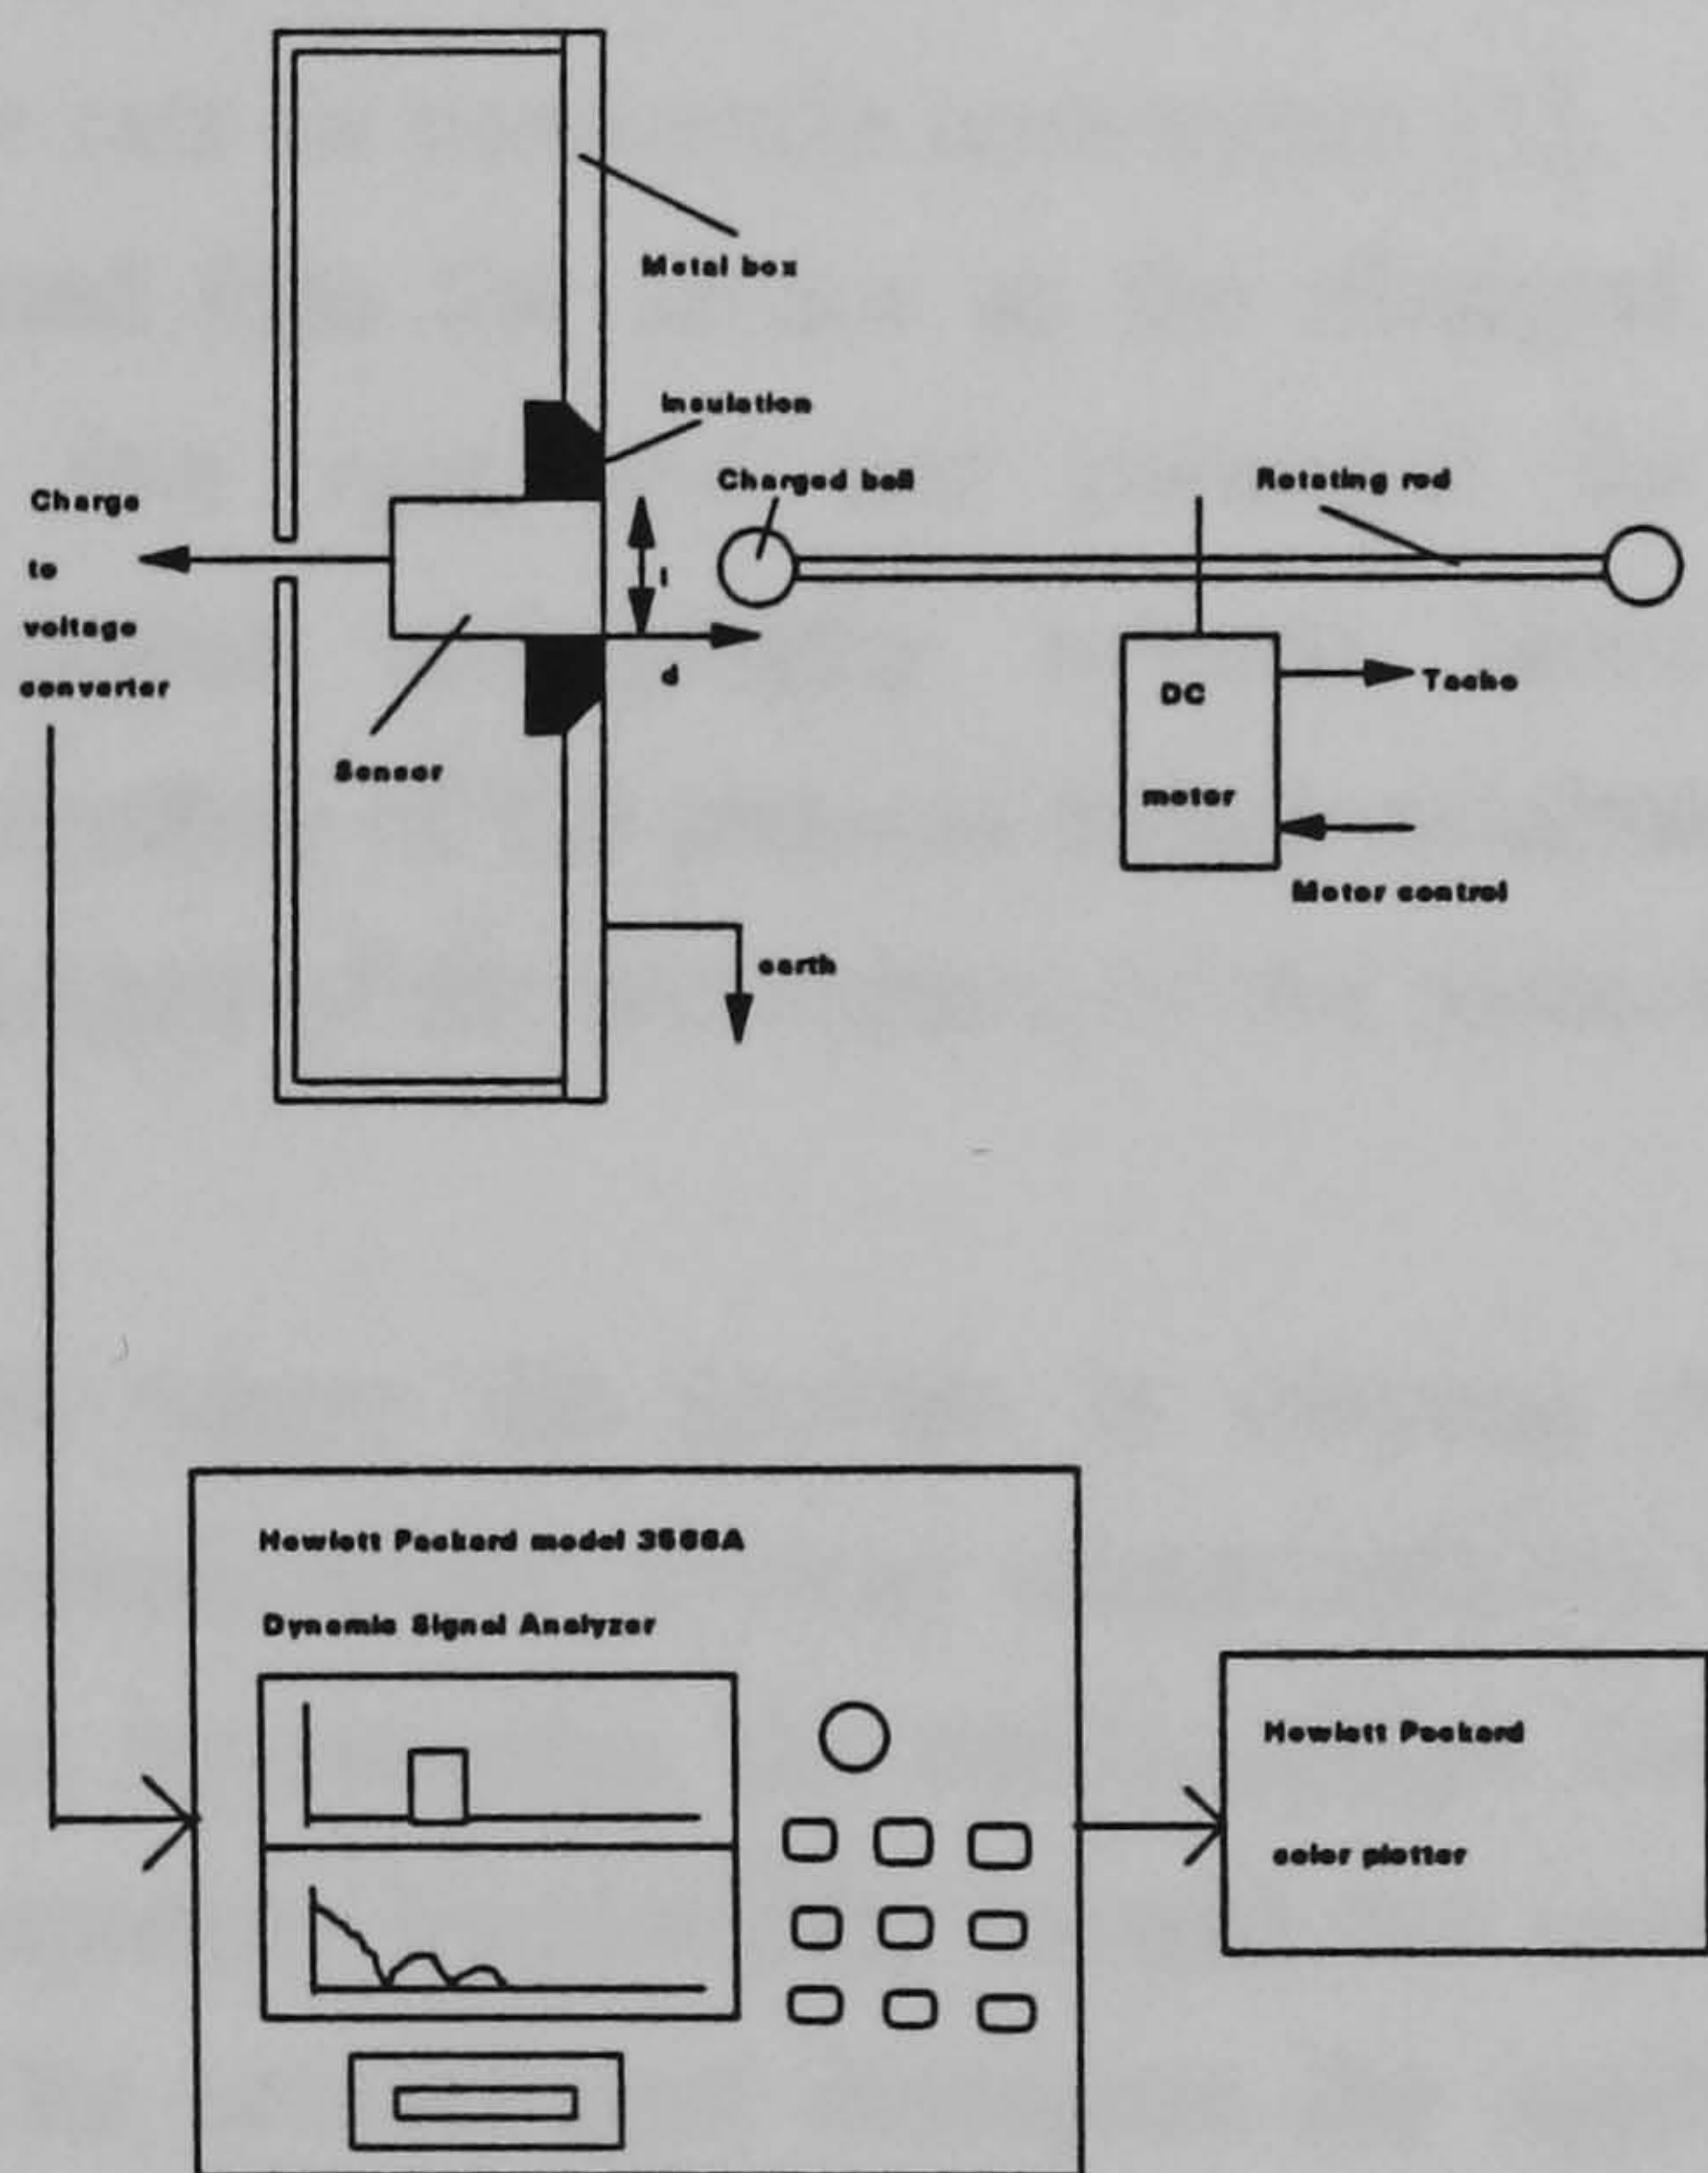 Metal box
Insulation
Charged ball
Rotating rod
Charge
to
voltage
converter
l
d
Sensor
DC
motor
Tacho
Motor control
earth
Hewlett Packard model
Dynamic Signal Analyzer
Hewlett Packard
color plotter